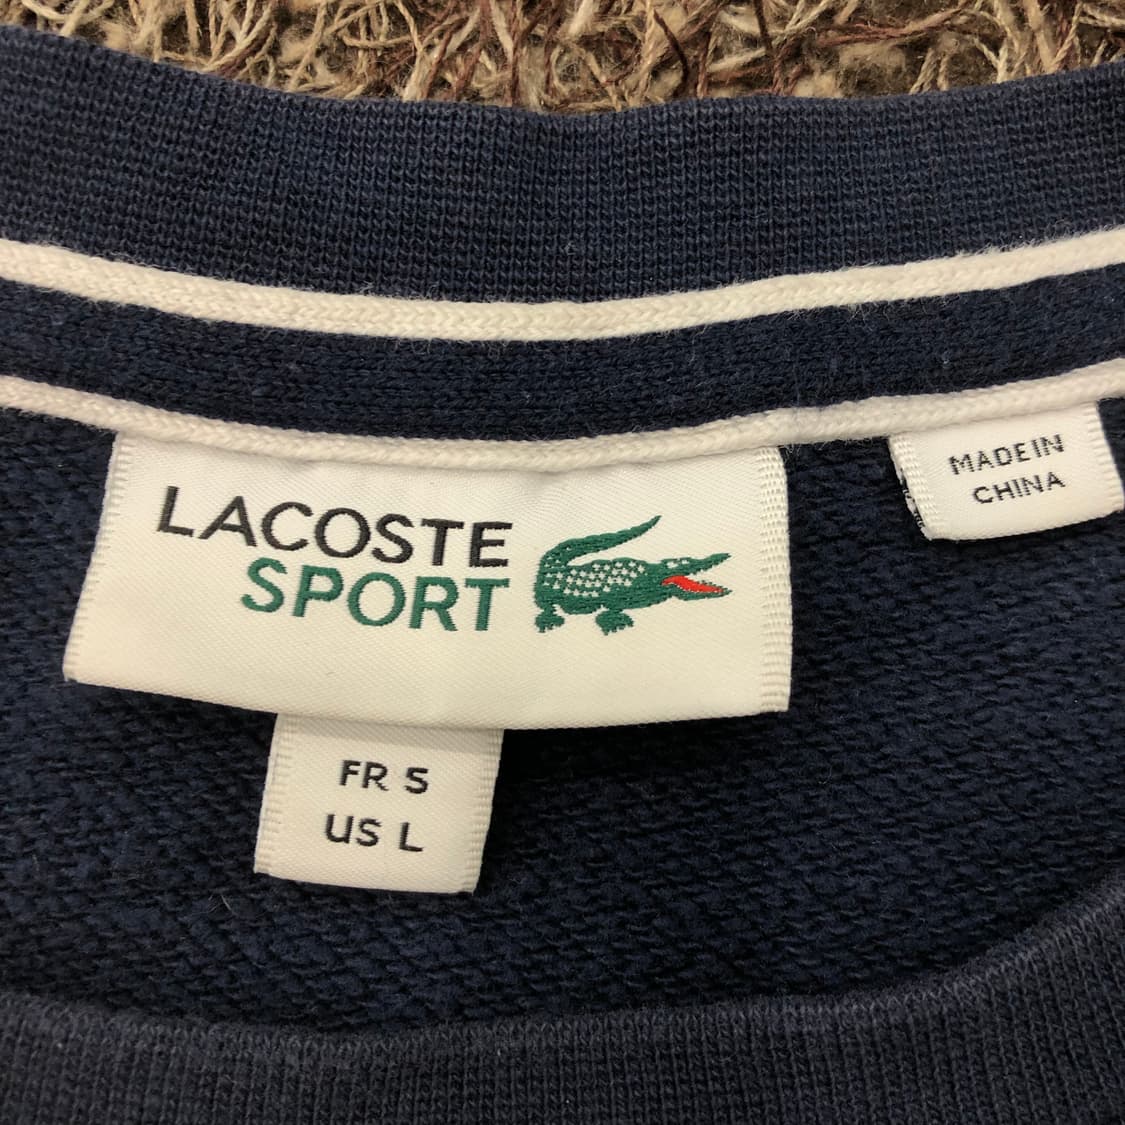 LACOSTE
SPORT
MADE IN
CHINA
FR 5
US L